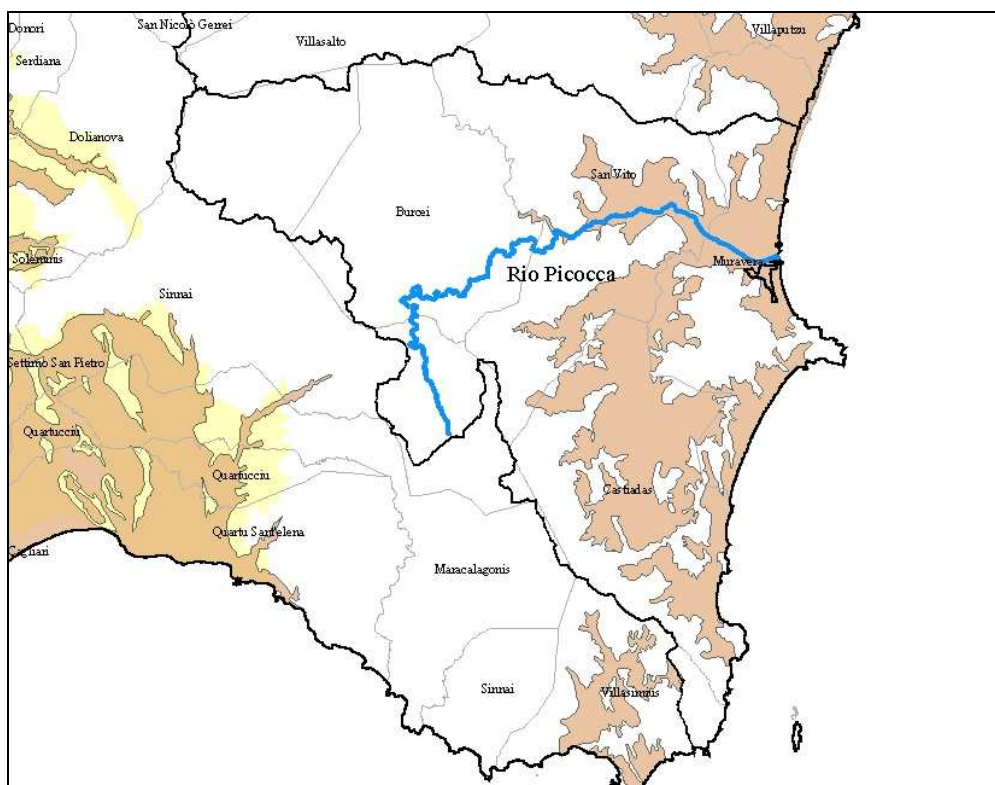 San Nicolò Gerrei
Donori
Villaputzu
Villasalto
Serdiana
Dolianova
San Vito
Burcei
Soleminis
Muravera
Rio Picocca
Sinnai
Settimo San Pietro
Quartucciu
Quartucciu
Castiadas
Quartu Sant'elena
Cagliari
Maracalagonis
Sinnai
Villasimius